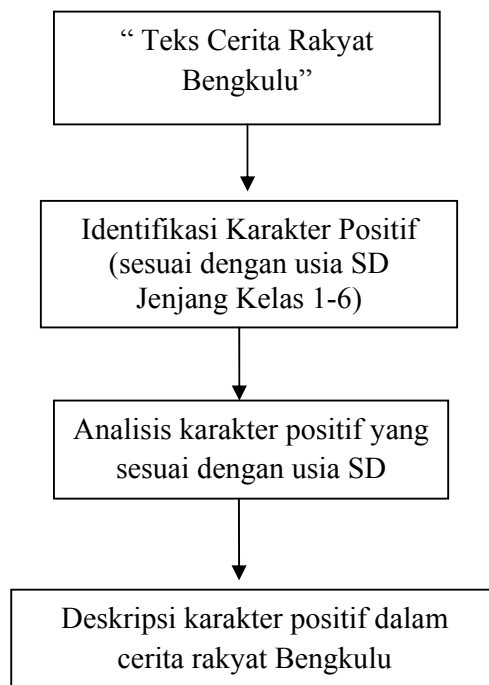 “ Teks Cerita Rakyat
Bengkulu”
Identifikasi Karakter Positif
(sesuai dengan usia SD
Jenjang Kelas 1-6)
Analisis karakter positif yang
sesuai dengan usia SD
Deskripsi karakter positif dalam
cerita rakyat Bengkulu